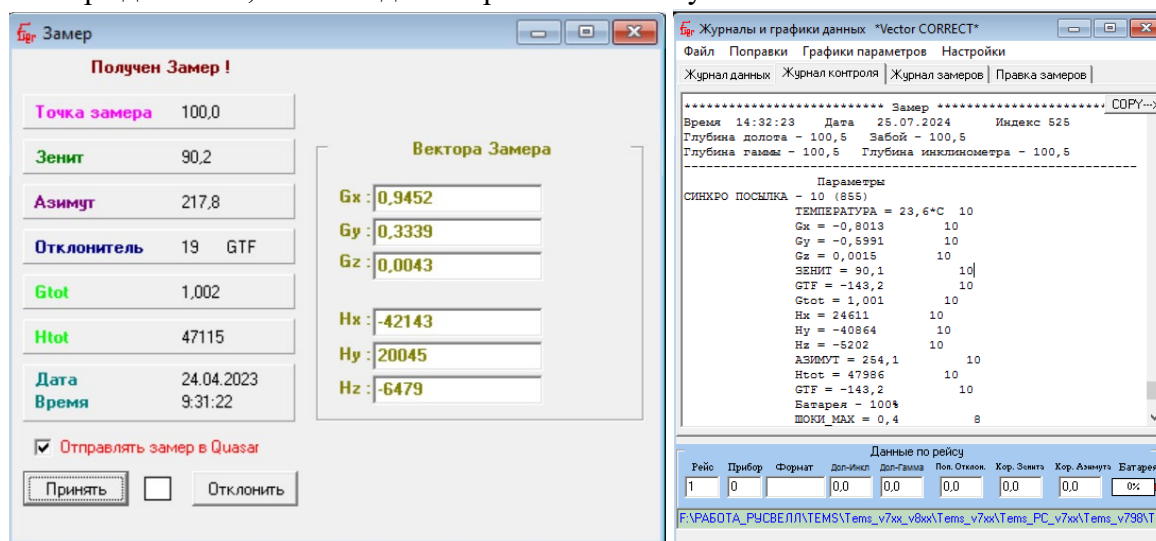 Замер
Получен Замер !
Точка замера 100,0
Зенит 90,2
Азимут 217,8
Отклонитель 19 GTF
Gtot 1,002
Htot 47115
Дата 24.04.2023
Время 9:31:22
Вектора Замера
Gx : 0,9452
Gy : 0,3339
Gz : 0,0043
Hx : -42143
Hy : 20045
Hz : -6479
Отправлять замер в Quasar
Принять Отклонить
Журналы и графики данных *Vector CORRECT*
Файл Поправки Графики параметров Настройки
Журнал данных Журнал контроля Журнал замеров Правка замеров
*************************** Замер ***********************
COPY--->
Время 14:32:23 Дата 25.07.2024 Индекс 525
Глубина долота - 100,5 Забой - 100,5
Глубина гаммы - 100,5 Глубина инклинометра - 100,5
Параметры
СИНХРО ПОСЫЛКА - 10 (855)
ТЕМПЕРАТУРА = 23,6*С 10
Gx = -0,8013 10
Gy = -0,5991 10
Gz = 0,0015 10
ЗЕНИТ = 90,1 10
GTF = -143,2 10
Gtot = 1,001 10
Hx = 24611 10
Hy = -40864 10
Hz = -5202 10
АЗИМУТ = 254,1 10
Htot = 47986 10
GTF = -143,2 10
Батарея - 100%
ШОКИ_MAX = 0,4 8
Данные по рейсу
Рейс Прибор Формат Доп-Инкл Доп-Гамма Поп. Отклон. Кор. Зенита Кор. Азимута Батарея
1 0 0,0 0,0 0,0 0,0 0,0 0%
F:\РАБОТА_РУСВЕЛЛ\TEMS\Tems_v7xx_v8xx\Tems_v7xx\Tems_PC_v7xx\Tems_v798\T